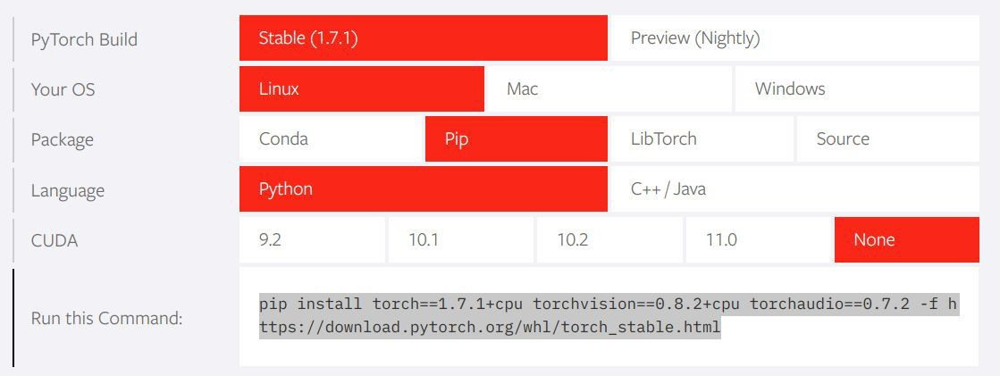 PyTorch Build
Stable (1.7.1)
Preview (Nightly)
Your OS
Linux
Mac
Windows
Package
Conda
Pip
LibTorch
Source
Language
Python
C++ / Java
CUDA
9.2
10.1
10.2
11.0
None
Run this Command:
pip install torch==1.7.1+cpu torchvision==0.8.2+cpu torchaudio==0.7.2 -f h
ttps://download.pytorch.org/whl/torch_stable.html